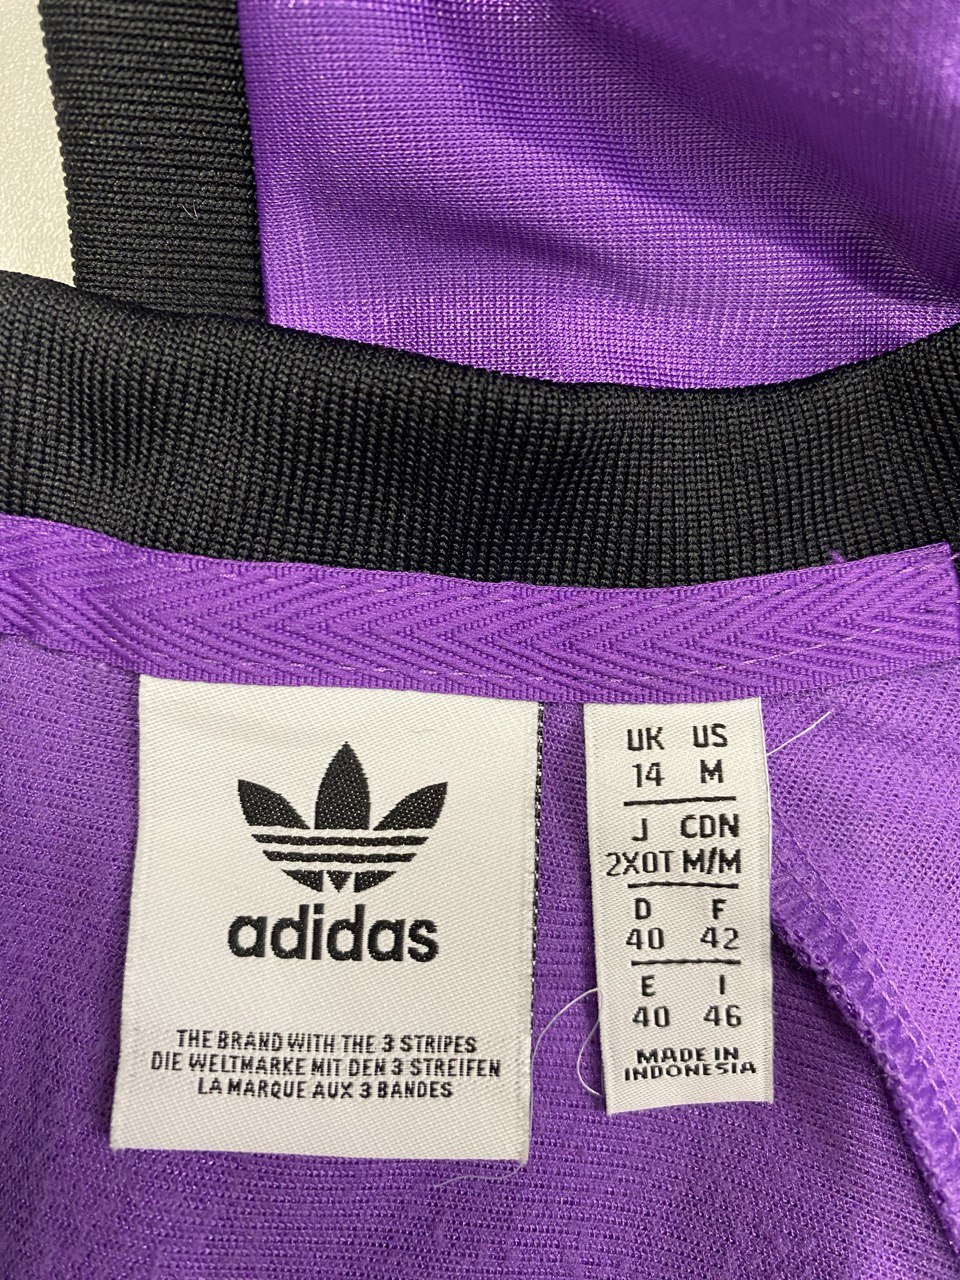 adidas
THE BRAND WITH THE 3 STRIPES
DIE WELTMARKE MIT DEN 3 STREIFEN
LA MARQUE AUX 3 BANDES
UK US
14 M
J CDN
2XOT M/M
D F
40 42
E I
40 46
MADE IN
INDONESIA